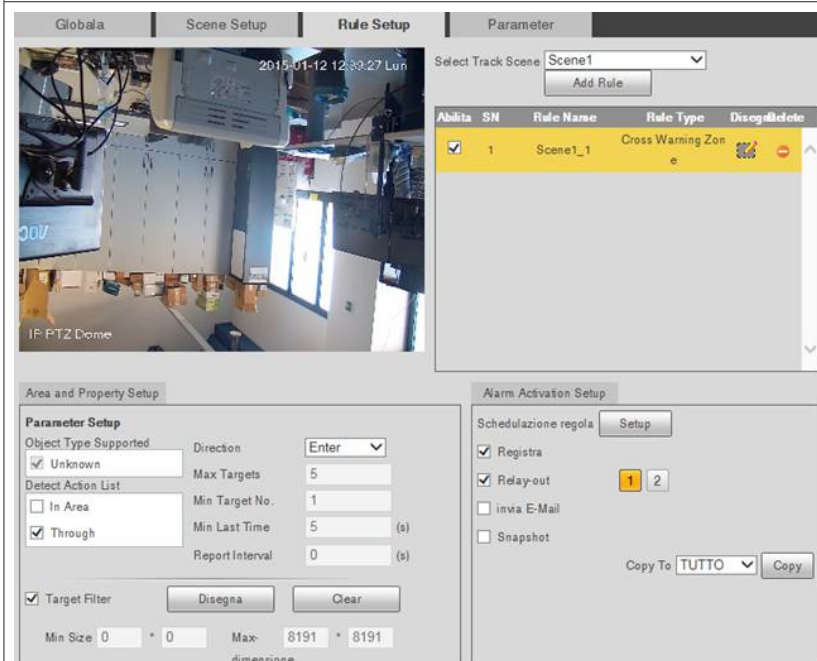 Globala Scene Setup Rule Setup Parameter
2015-01-12 12:39:27 Lun
IP PTZ Dome
Select Track Scene Scene1
Add Rule
Abilita SN Rule Name Rule Type Disegna Delete
1 Scene1_1 Cross Warning Zon
e
Area and Property Setup
Parameter Setup
Object Type Supported
Unknown
Detect Action List
In Area
Through
Direction Enter
Max Targets 5
Min Target No. 1
Min Last Time 5 (s)
Report Interval 0 (s)
Target Filter Disegna Clear
Min Size 0 * 0 Max- 8191 * 8191
dimensione
Alarm Activation Setup
Schedulazione regola Setup
Registra
Relay-out 1 2
invia E-Mail
Snapshot
Copy To TUTTO Copy